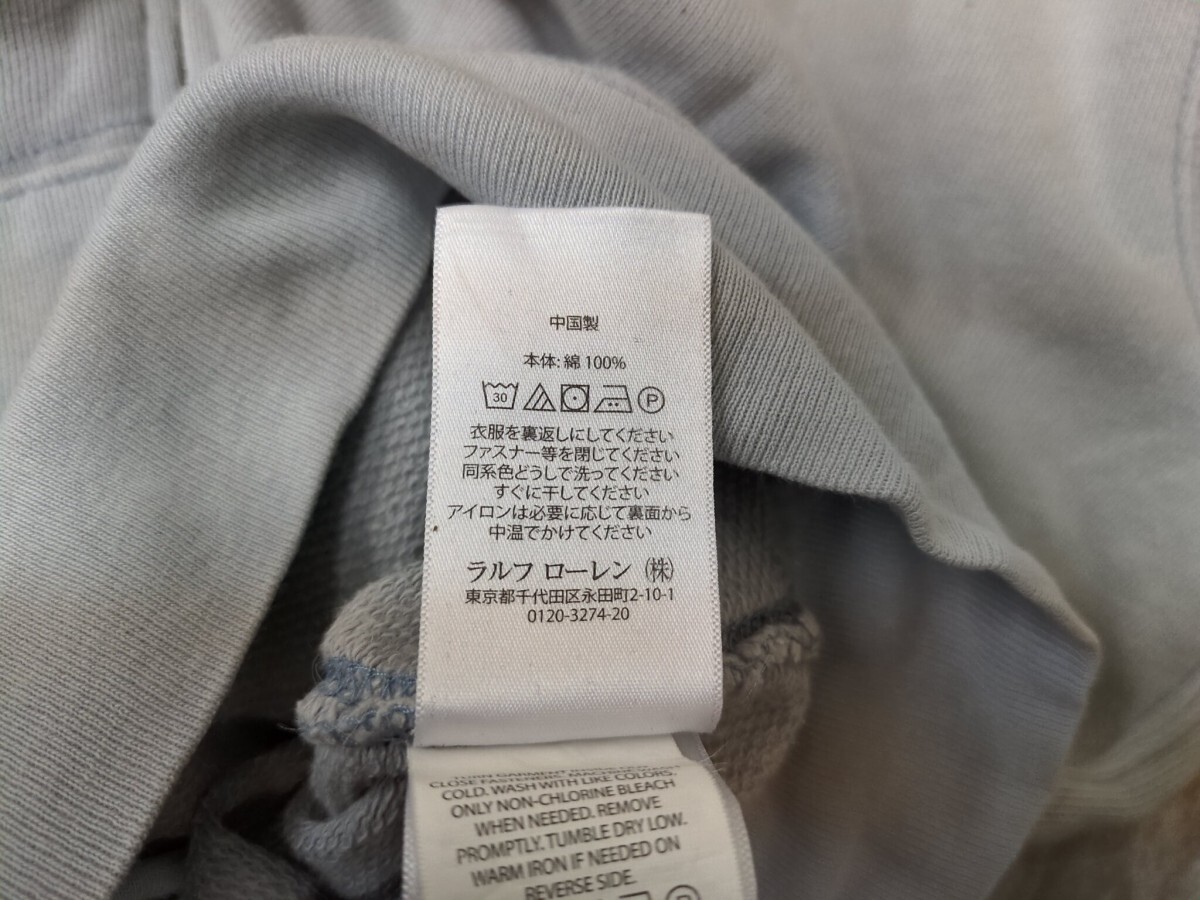 中国製
本体: 綿 100%
30 P
衣服を裏返しにしてください
ファスナー等を閉じてください
同系色どうしで洗ってください
すぐに干してください
アイロンは必要に応じて裏面から
中温でかけてください
ラルフ ローレン (株)
東京都千代田区永田町2-10-1
0120-3274-20
TURN GARMENT
CLOSE FASTENERS. MACHINE WASH
COLD. WASH WITH LIKE COLORS.
ONLY NON-CHLORINE BLEACH
WHEN NEEDED. REMOVE
PROMPTLY. TUMBLE DRY LOW.
WARM IRON IF NEEDED ON
REVERSE SIDE.